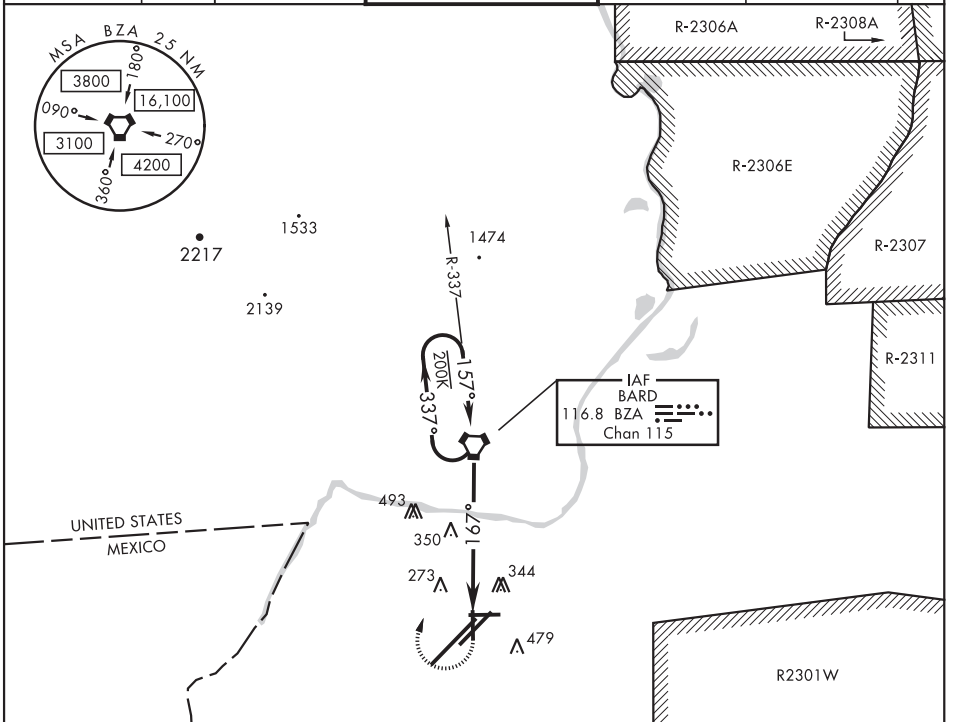 MSA BZA 25 NM
180°
3800
16,100
090°
270°
3100
4200
360°
R-2306A
R-2308A
R-2306E
R-2307
R-2311
1533
2217
1474
2139
R-337
200K
157°
337°
IAF
BARD
116.8 BZA
Chan 115
493
350
167°
UNITED STATES
MEXICO
273
344
479
R2301W